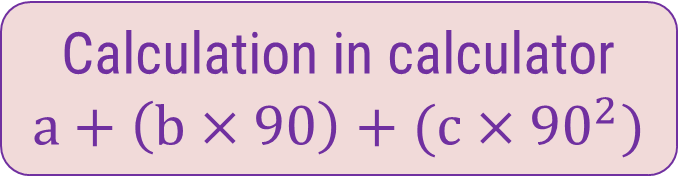 Calculation in calculator
a + (b × 90) + (c × 90²)